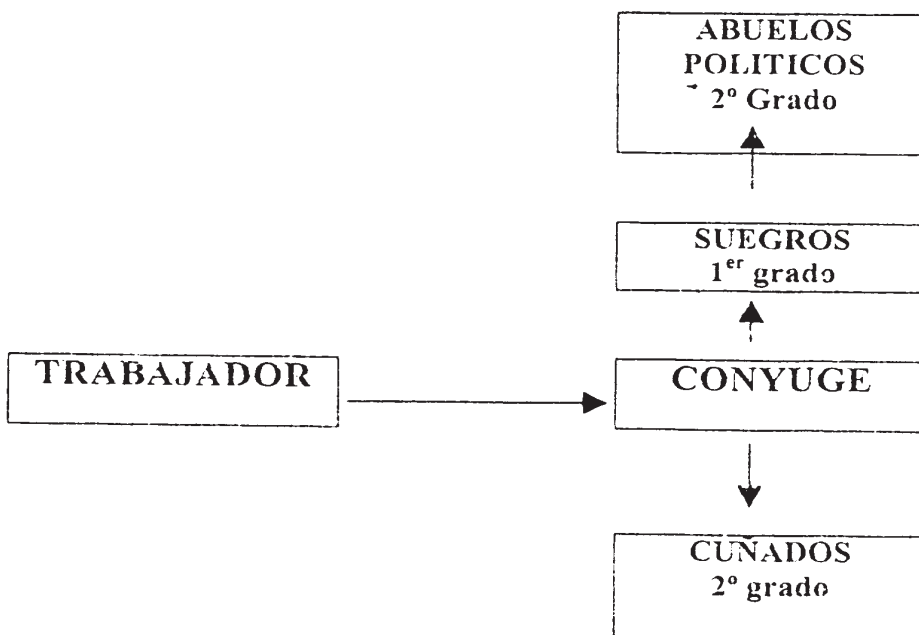 ABUELOS
POLITICOS
2º Grado
SUEGROS
1er grado
TRABAJADOR
CONYUGE
CUÑADOS
2º grado